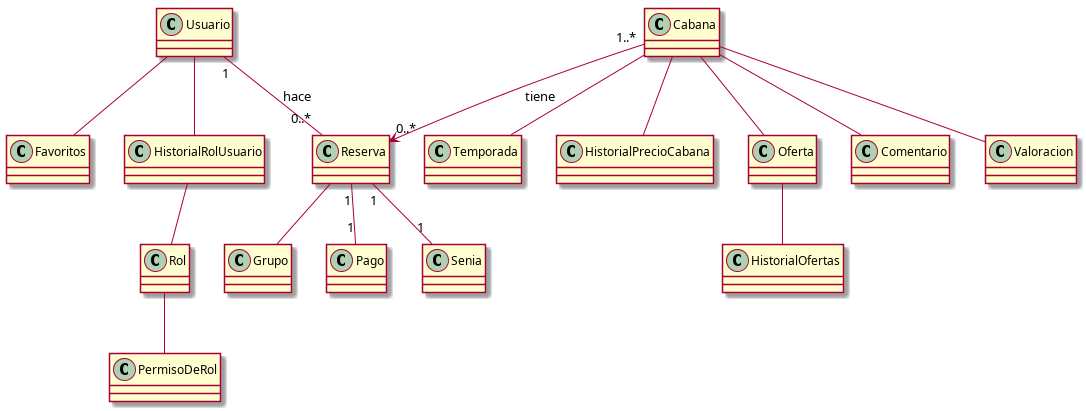 C Usuario
C Cabana
1..*
1
hace
tiene
0..*
0..*
C Favoritos
C HistorialRolUsuario
C Reserva
C Temporada
C HistorialPrecioCabana
C Oferta
C Comentario
C Valoracion
1
1
1
1
C Rol
C Grupo
C Pago
C Senia
C HistorialOfertas
C PermisoDeRol